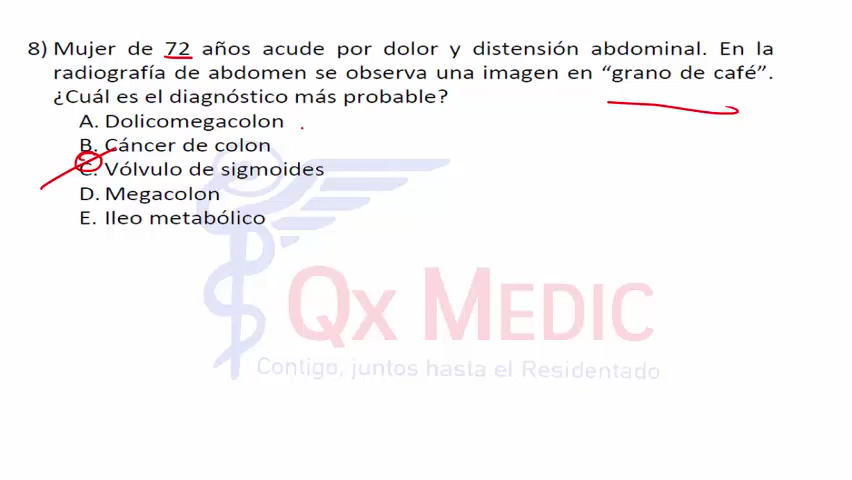 8) Mujer de 72 años acude por dolor y distensión abdominal. En la
radiografía de abdomen se observa una imagen en “grano de café”.
¿Cuál es el diagnóstico más probable?
A. Dolicomegacolon
B. Cáncer de colon
C. Vólvulo de sigmoides
D. Megacolon
E. Ileo metabólico
Qx MEDIC
Contigo, juntos hasta el Residentado